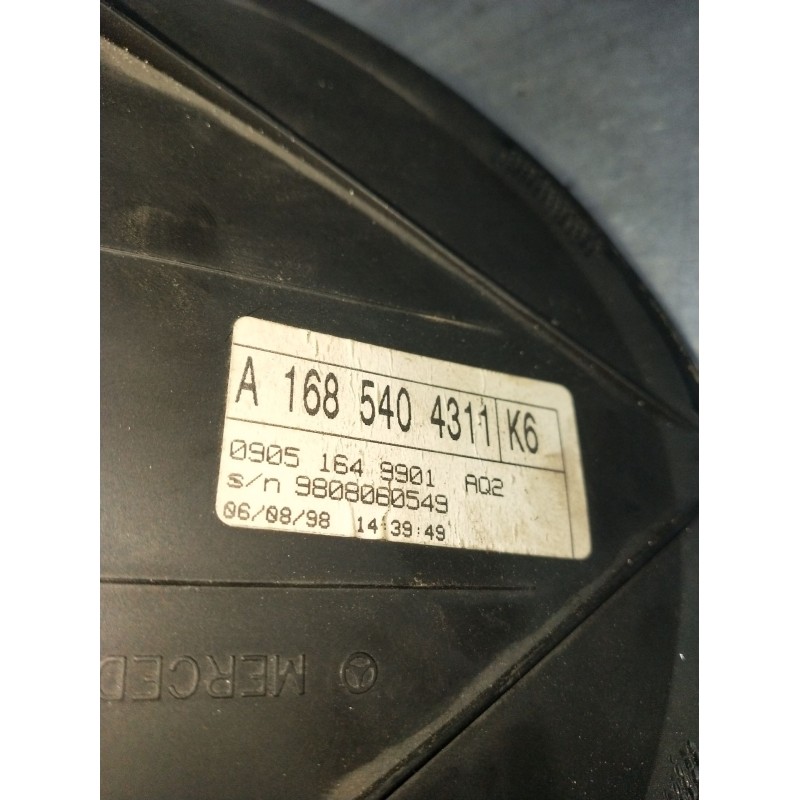 A 168 540 4311 K6
0905 164 9901 AQ2
s/n 9808060549
06/08/98 14:39:49
MERCED